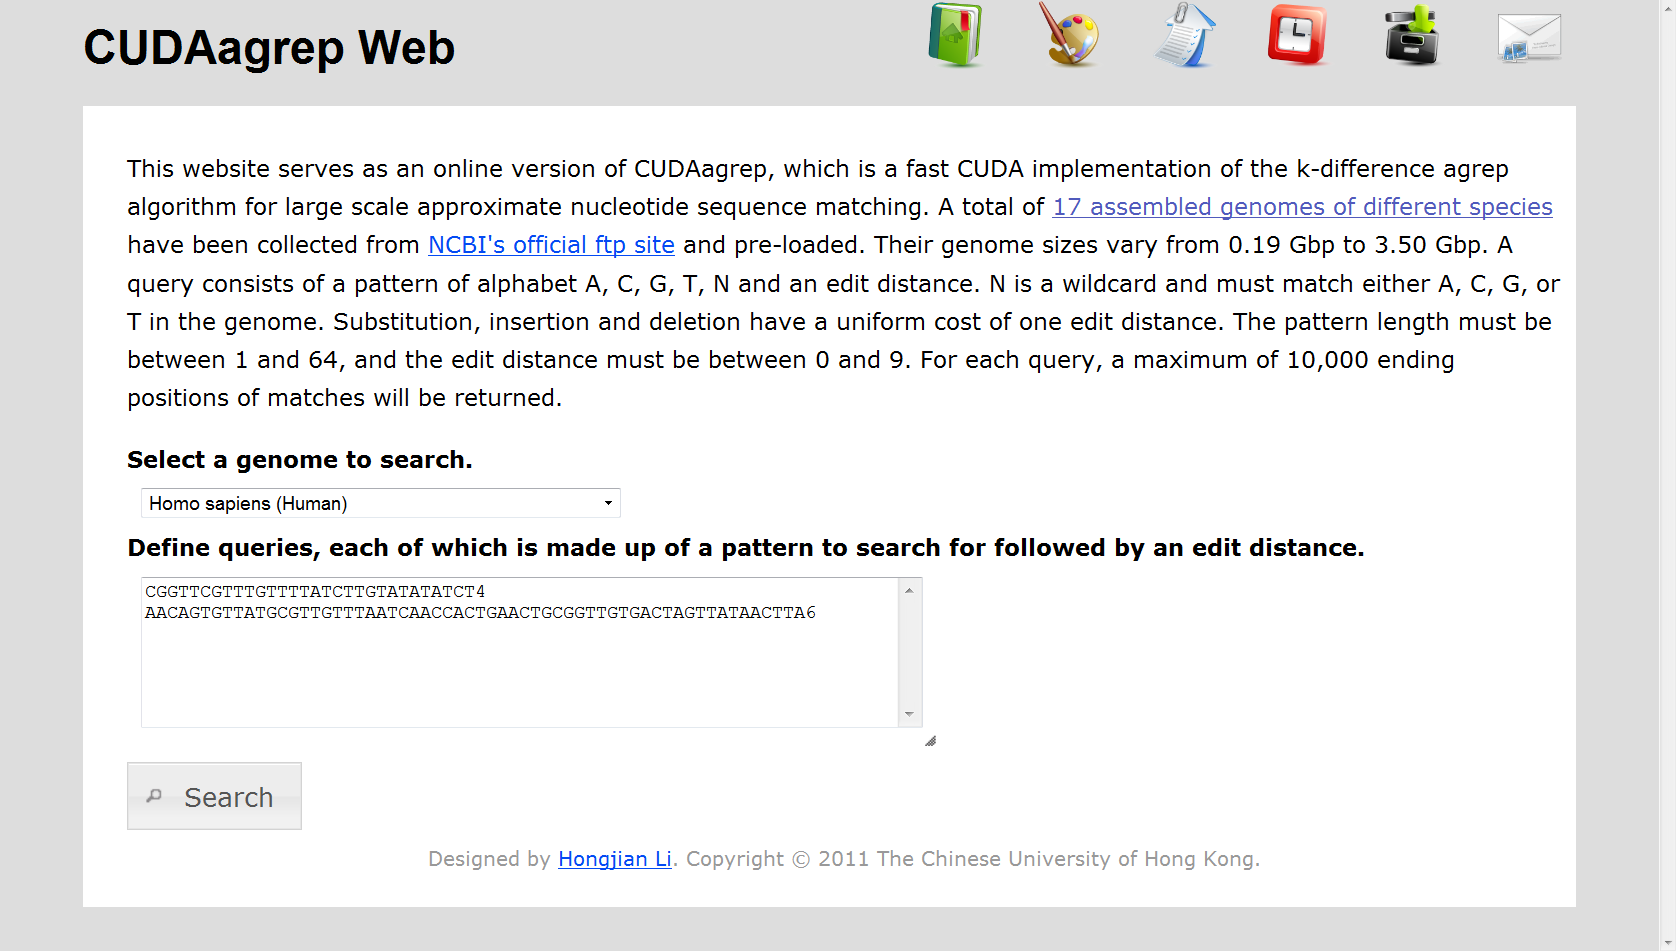 CUDAagrep Web
This website serves as an online version of CUDAagrep, which is a fast CUDA implementation of the k-difference agrep
algorithm for large scale approximate nucleotide sequence matching. A total of 17 assembled genomes of different species
have been collected from NCBI's official ftp site and pre-loaded. Their genome sizes vary from 0.19 Gbp to 3.50 Gbp. A
query consists of a pattern of alphabet A, C, G, T, N and an edit distance. N is a wildcard and must match either A, C, G, or
T in the genome. Substitution, insertion and deletion have a uniform cost of one edit distance. The pattern length must be
between 1 and 64, and the edit distance must be between 0 and 9. For each query, a maximum of 10,000 ending
positions of matches will be returned.
Select a genome to search.
Homo sapiens (Human)
Define queries, each of which is made up of a pattern to search for followed by an edit distance.
CGGTTCGTTTGTTTTATCTTGTATATATCT4
AACAGTGTTATGCGTTGTTTAATCAACCACTGAACTGCGGTTGTGACTAGTTATAACTTA6
Search
Designed by Hongjian Li. Copyright © 2011 The Chinese University of Hong Kong.